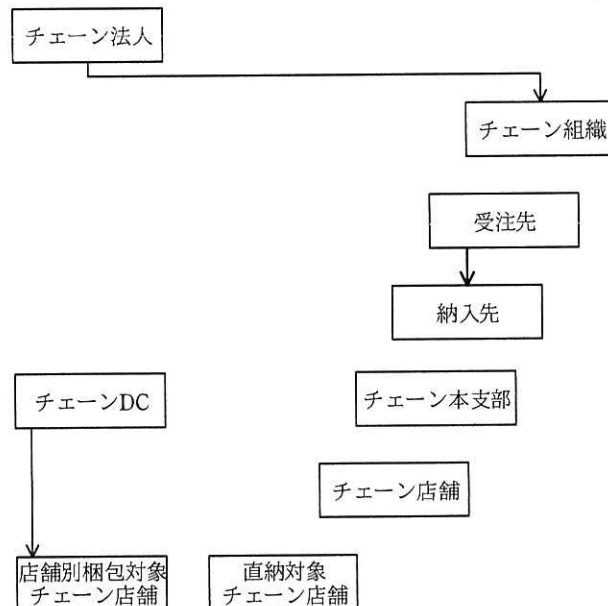 チェーン法人
チェーン組織
受注先
納入先
チェーンDC
チェーン本支部
チェーン店舗
店舗別梱包対象
チェーン店舗
直納対象
チェーン店舗